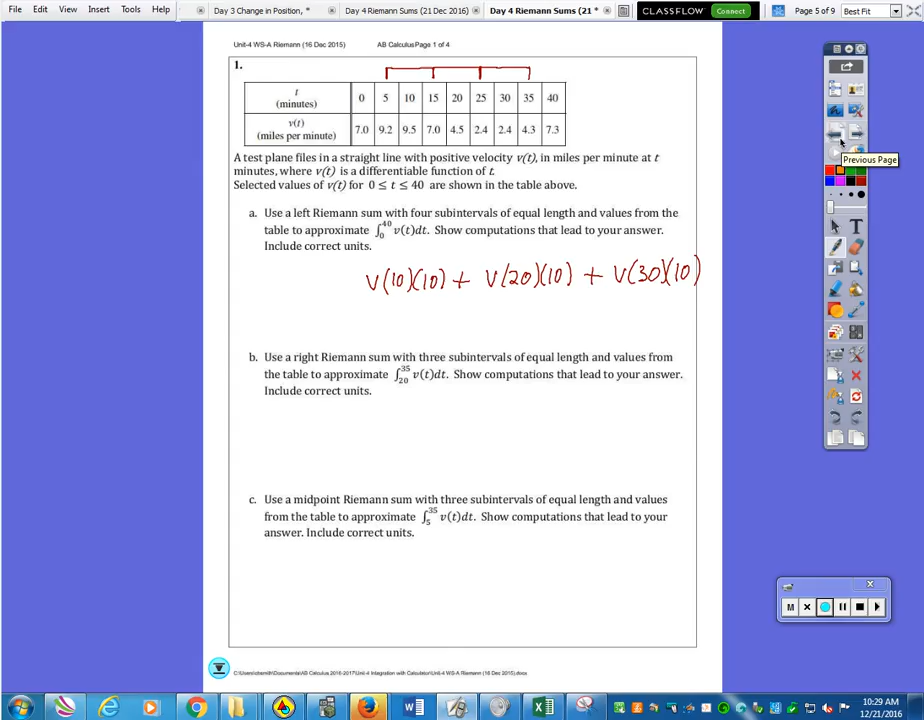 File Edit View Insert Tools Help
Day 3 Change in Position, *
Day 4 Riemann Sums (21 Dec 2016)
Day 4 Riemann Sums (21 *
CLASSFLOW Connect
Page 5 of 9
Best Fit
Unit-4 WS-A Riemann (16 Dec 2015) AB Calculus Page 1 of 4
1.
t (minutes) 0 5 10 15 20 25 30 35 40
v(t) (miles per minute) 7.0 9.2 9.5 7.0 4.5 2.4 2.4 4.3 7.3
Previous Page
A test plane files in a straight line with positive velocity v(t), in miles per minute at t
minutes, where v(t) is a differentiable function of t.
Selected values of v(t) for 0 ≤ t ≤ 40 are shown in the table above.
a. Use a left Riemann sum with four subintervals of equal length and values from the
table to approximate ∫₀⁴⁰ v(t)dt. Show computations that lead to your answer.
Include correct units.
v(10)(10) + v(20)(10) + v(30)(10)
b. Use a right Riemann sum with three subintervals of equal length and values from
the table to approximate ∫₂₀³⁵ v(t)dt. Show computations that lead to your answer.
Include correct units.
c. Use a midpoint Riemann sum with three subintervals of equal length and values
from the table to approximate ∫₅³⁵ v(t)dt. Show computations that lead to your
answer. Include correct units.
M
10:29 AM
12/21/2016